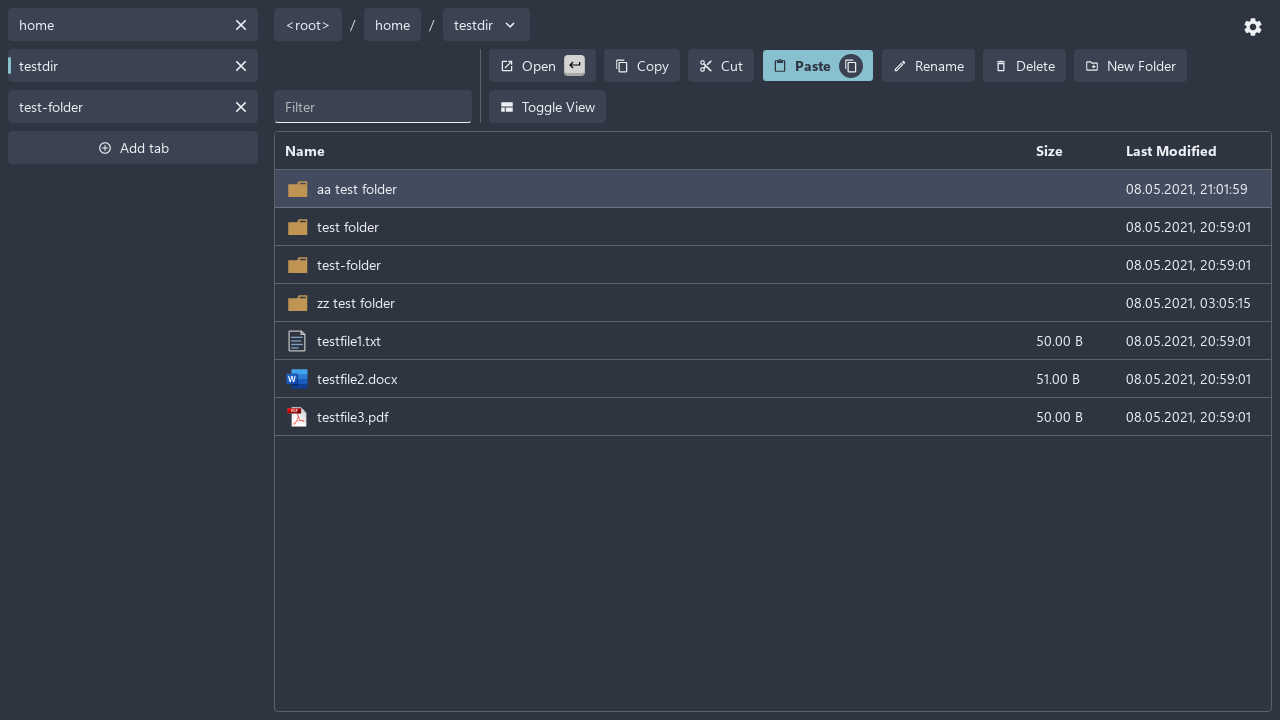 home
testdir
test-folder
Add tab
<root> / home / testdir
Open Copy Cut Paste Rename Delete New Folder
Filter Toggle View
Name Size Last Modified
aa test folder 08.05.2021, 21:01:59
test folder 08.05.2021, 20:59:01
test-folder 08.05.2021, 20:59:01
zz test folder 08.05.2021, 03:05:15
testfile1.txt 50.00 B 08.05.2021, 20:59:01
W testfile2.docx 51.00 B 08.05.2021, 20:59:01
PDF testfile3.pdf 50.00 B 08.05.2021, 20:59:01